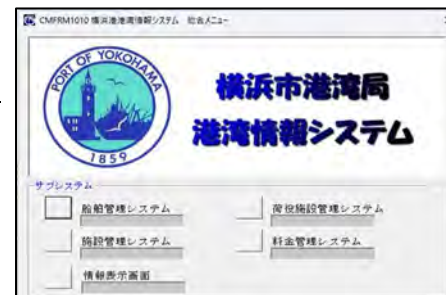 CMFRM1010 横浜港港湾情報システム 総合メニュー
PORT OF YOKOHAMA
1859
横浜市港湾局
港湾情報システム
サブシステム
船舶管理システム
荷役施設管理システム
施設管理システム
料金管理システム
情報表示画面